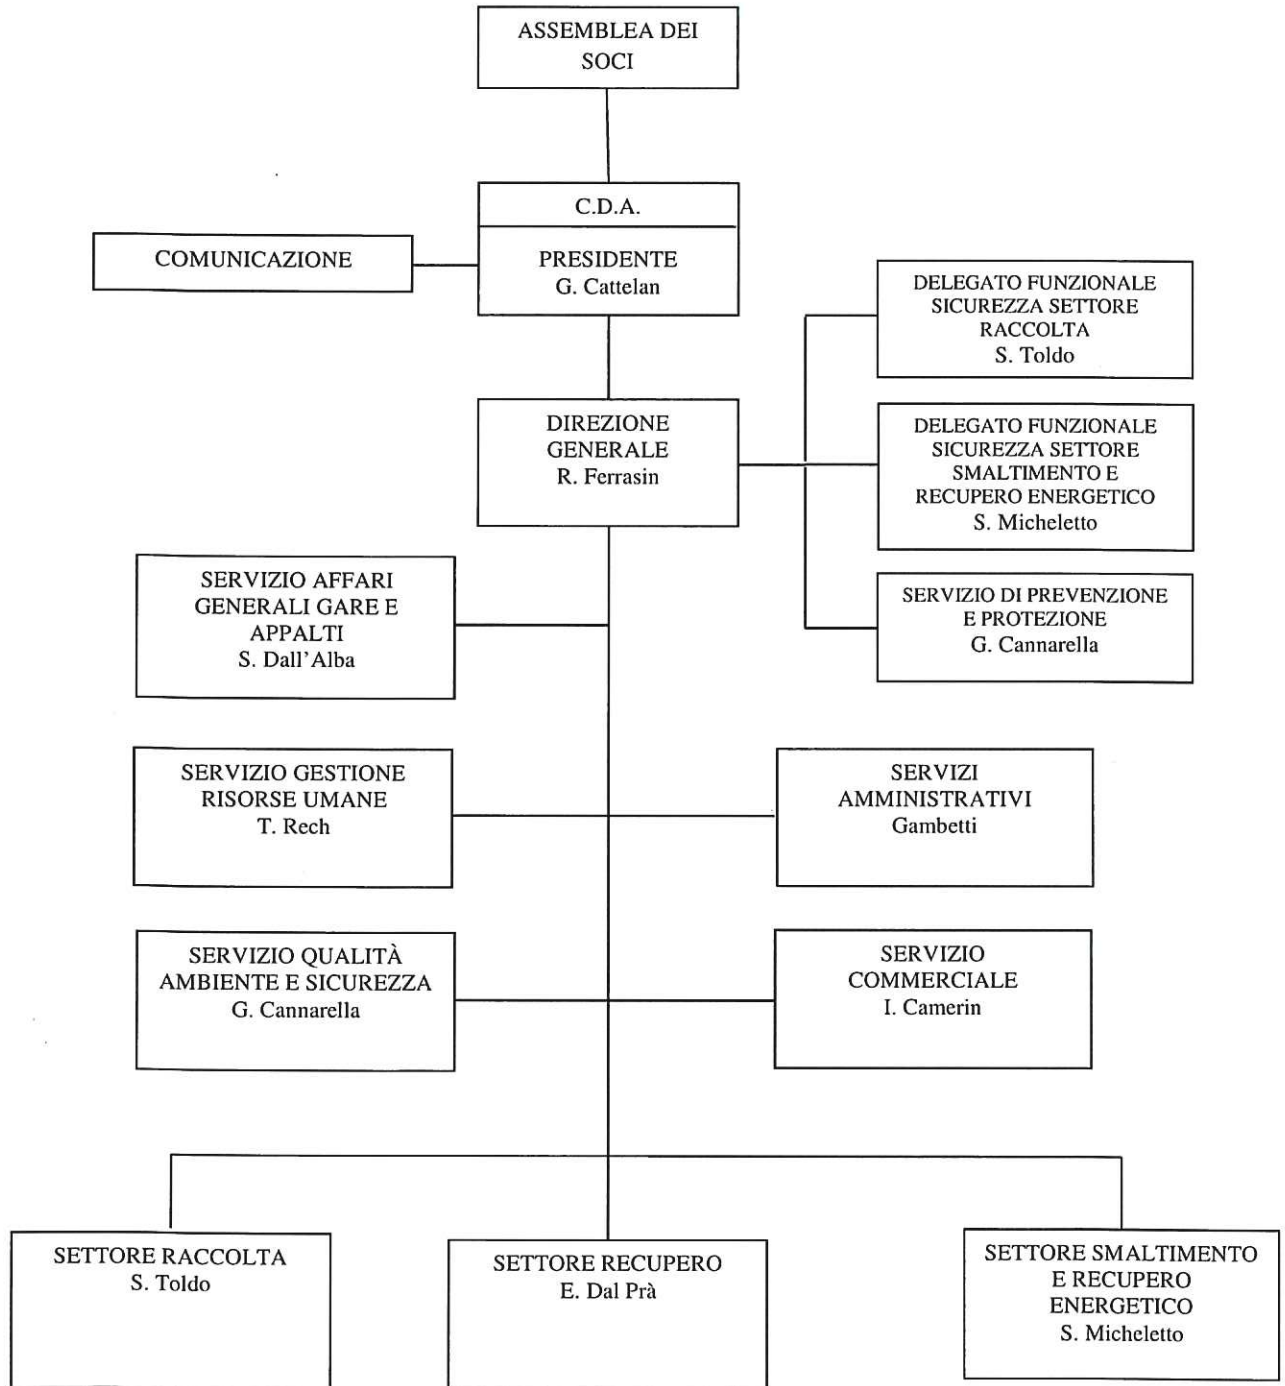 ASSEMBLEA DEI
SOCI
C.D.A.
PRESIDENTE
G. Cattelan
COMUNICAZIONE
DELEGATO FUNZIONALE
SICUREZZA SETTORE
RACCOLTA
S. Toldo
DIREZIONE
GENERALE
R. Ferrasin
DELEGATO FUNZIONALE
SICUREZZA SETTORE
SMALTIMENTO E
RECUPERO ENERGETICO
S. Micheletto
SERVIZIO AFFARI
GENERALI GARE E
APPALTI
S. Dall'Alba
SERVIZIO DI PREVENZIONE
E PROTEZIONE
G. Cannarella
SERVIZIO GESTIONE
RISORSE UMANE
T. Rech
SERVIZI
AMMINISTRATIVI
Gambetti
SERVIZIO QUALITÀ
AMBIENTE E SICUREZZA
G. Cannarella
SERVIZIO
COMMERCIALE
I. Camerin
SETTORE RACCOLTA
S. Toldo
SETTORE RECUPERO
E. Dal Prà
SETTORE SMALTIMENTO
E RECUPERO
ENERGETICO
S. Micheletto